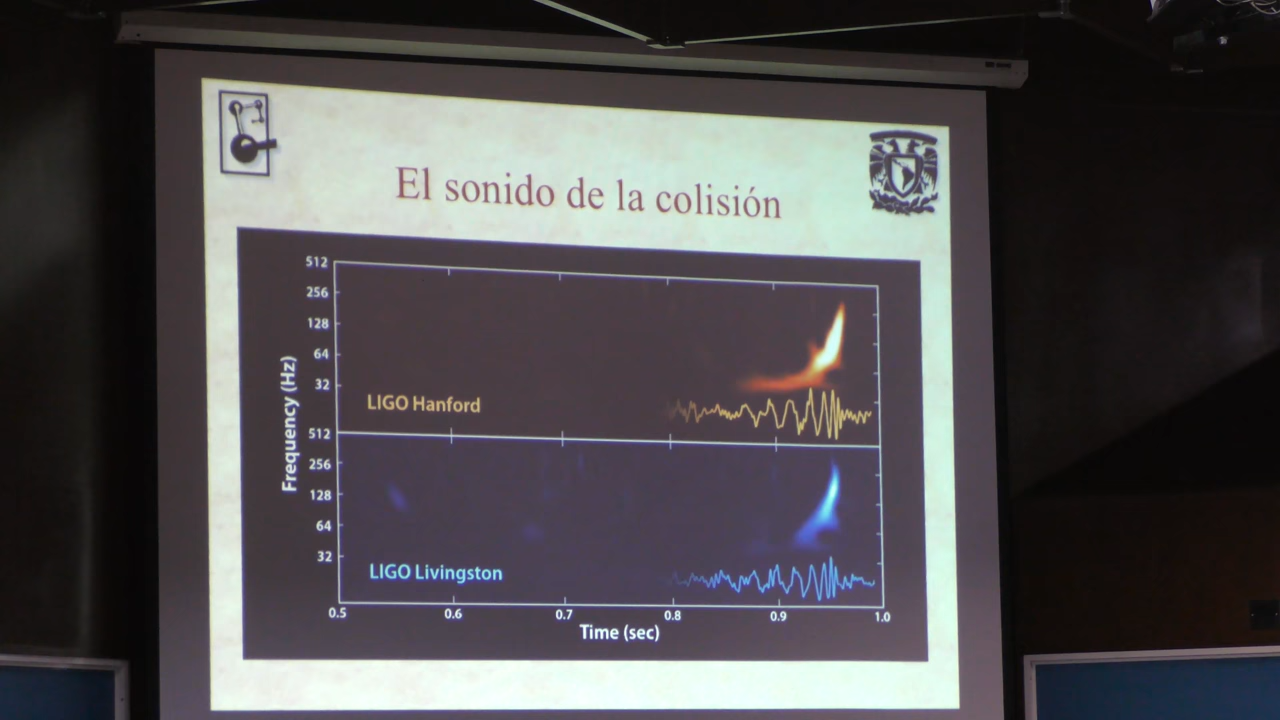 El sonido de la colisión
512
256
128
64
32
LIGO Hanford
Frequency (Hz)
512
256
128
64
32
LIGO Livingston
0.5 0.6 0.7 0.8 0.9 1.0
Time (sec)